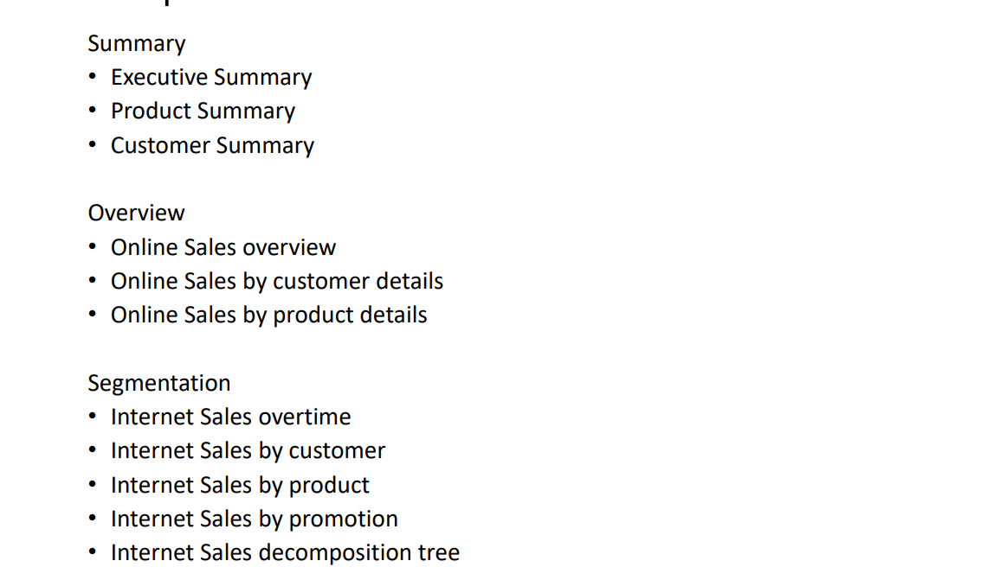 Summary
• Executive Summary
• Product Summary
• Customer Summary
Overview
• Online Sales overview
• Online Sales by customer details
• Online Sales by product details
Segmentation
• Internet Sales overtime
• Internet Sales by customer
• Internet Sales by product
• Internet Sales by promotion
• Internet Sales decomposition tree